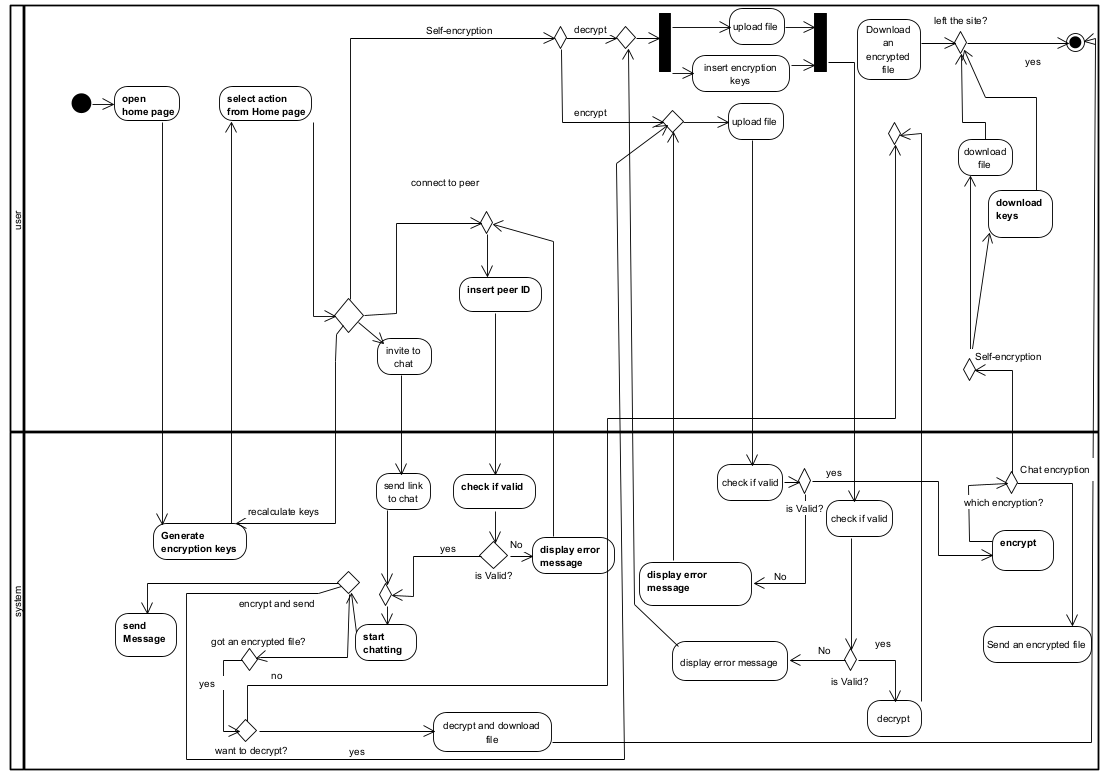 left the site?
Self-encryption
decrypt
upload file
Download
an
encrypted
file
yes
insert encryption
keys
open
home page
select action
from Home page
encrypt
upload file
download
file
connect to peer
download
keys
user
insert peer ID
invite to
chat
Self-encryption
Chat encryption
yes
check if valid
send link
to chat
check if valid
which encryption?
is Valid?
check if valid
recalculate keys
Generate
encryption keys
encrypt
yes
No
display error
message
is Valid?
display error
message
No
system
encrypt and send
send
Message
got an encrypted file?
start
chatting
yes
Send an encrypted file
No
display error message
no
yes
is Valid?
decrypt
decrypt and download
file
want to decrypt?
yes